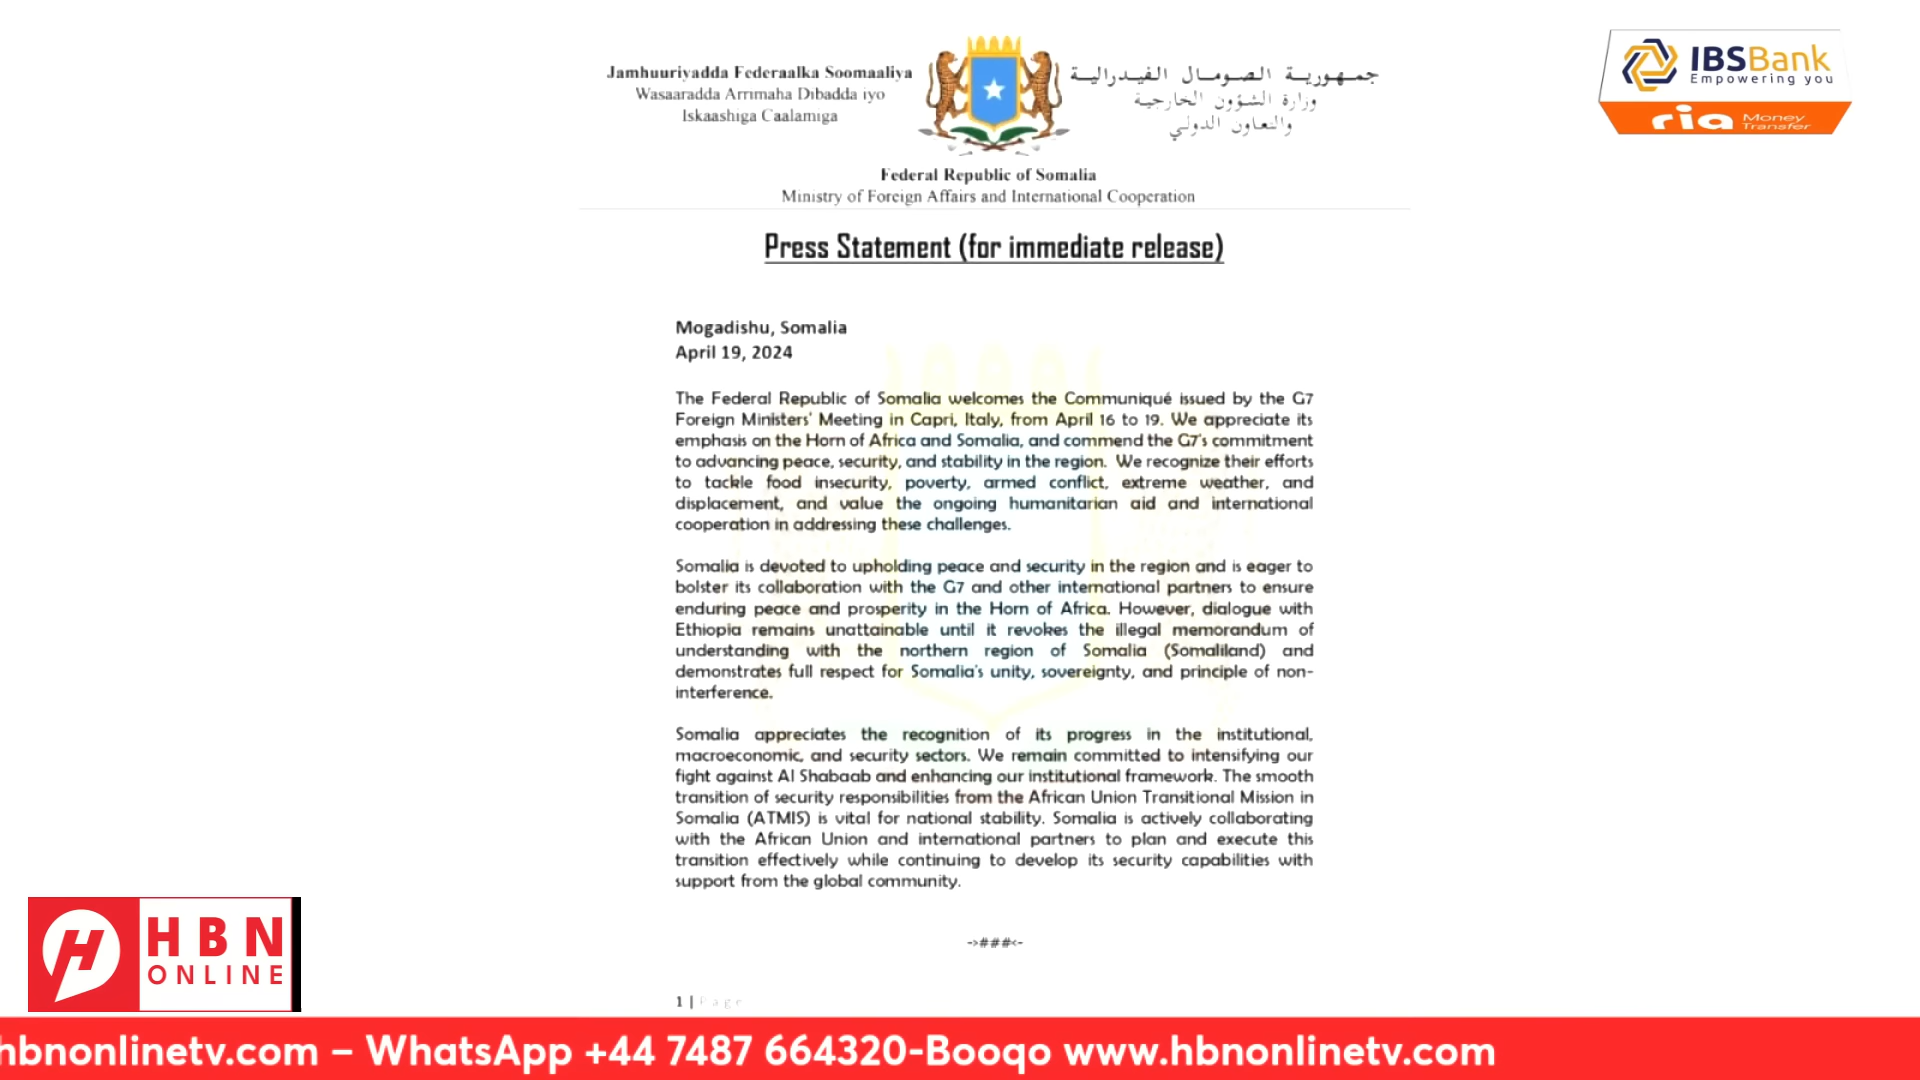 Jamhuuriyadda Federaalka Soomaaliya
Wasaaradda Arrimaha Dibadda iyo
Iskaashiga Caalamiga
جمهورية الصومال الفيدرالية
وزارة الشؤون الخارجية
والتعاون الدولي
Federal Republic of Somalia
Ministry of Foreign Affairs and International Cooperation
IBSBank
Empowering you
ria Money
Transfer
Press Statement (for immediate release)
Mogadishu, Somalia
April 19, 2024
The Federal Republic of Somalia welcomes the Communiqué issued by the G7
Foreign Ministers' Meeting in Capri, Italy, from April 16 to 19. We appreciate its
emphasis on the Horn of Africa and Somalia, and commend the G7's commitment
to advancing peace, security, and stability in the region. We recognize their efforts
to tackle food insecurity, poverty, armed conflict, extreme weather, and
displacement, and value the ongoing humanitarian aid and international
cooperation in addressing these challenges.
Somalia is devoted to upholding peace and security in the region and is eager to
bolster its collaboration with the G7 and other international partners to ensure
enduring peace and prosperity in the Horn of Africa. However, dialogue with
Ethiopia remains unattainable until it revokes the illegal memorandum of
understanding with the northern region of Somalia (Somaliland) and
demonstrates full respect for Somalia's unity, sovereignty, and principle of non-
interference.
Somalia appreciates the recognition of its progress in the institutional,
macroeconomic, and security sectors. We remain committed to intensifying our
fight against Al Shabaab and enhancing our institutional framework. The smooth
transition of security responsibilities from the African Union Transitional Mission in
Somalia (ATMIS) is vital for national stability. Somalia is actively collaborating
with the African Union and international partners to plan and execute this
transition effectively while continuing to develop its security capabilities with
support from the global community.
->###<-
1 | Page
HBN
ONLINE
hbnonlinetv.com – WhatsApp +44 7487 664320-Booqo www.hbnonlinetv.com